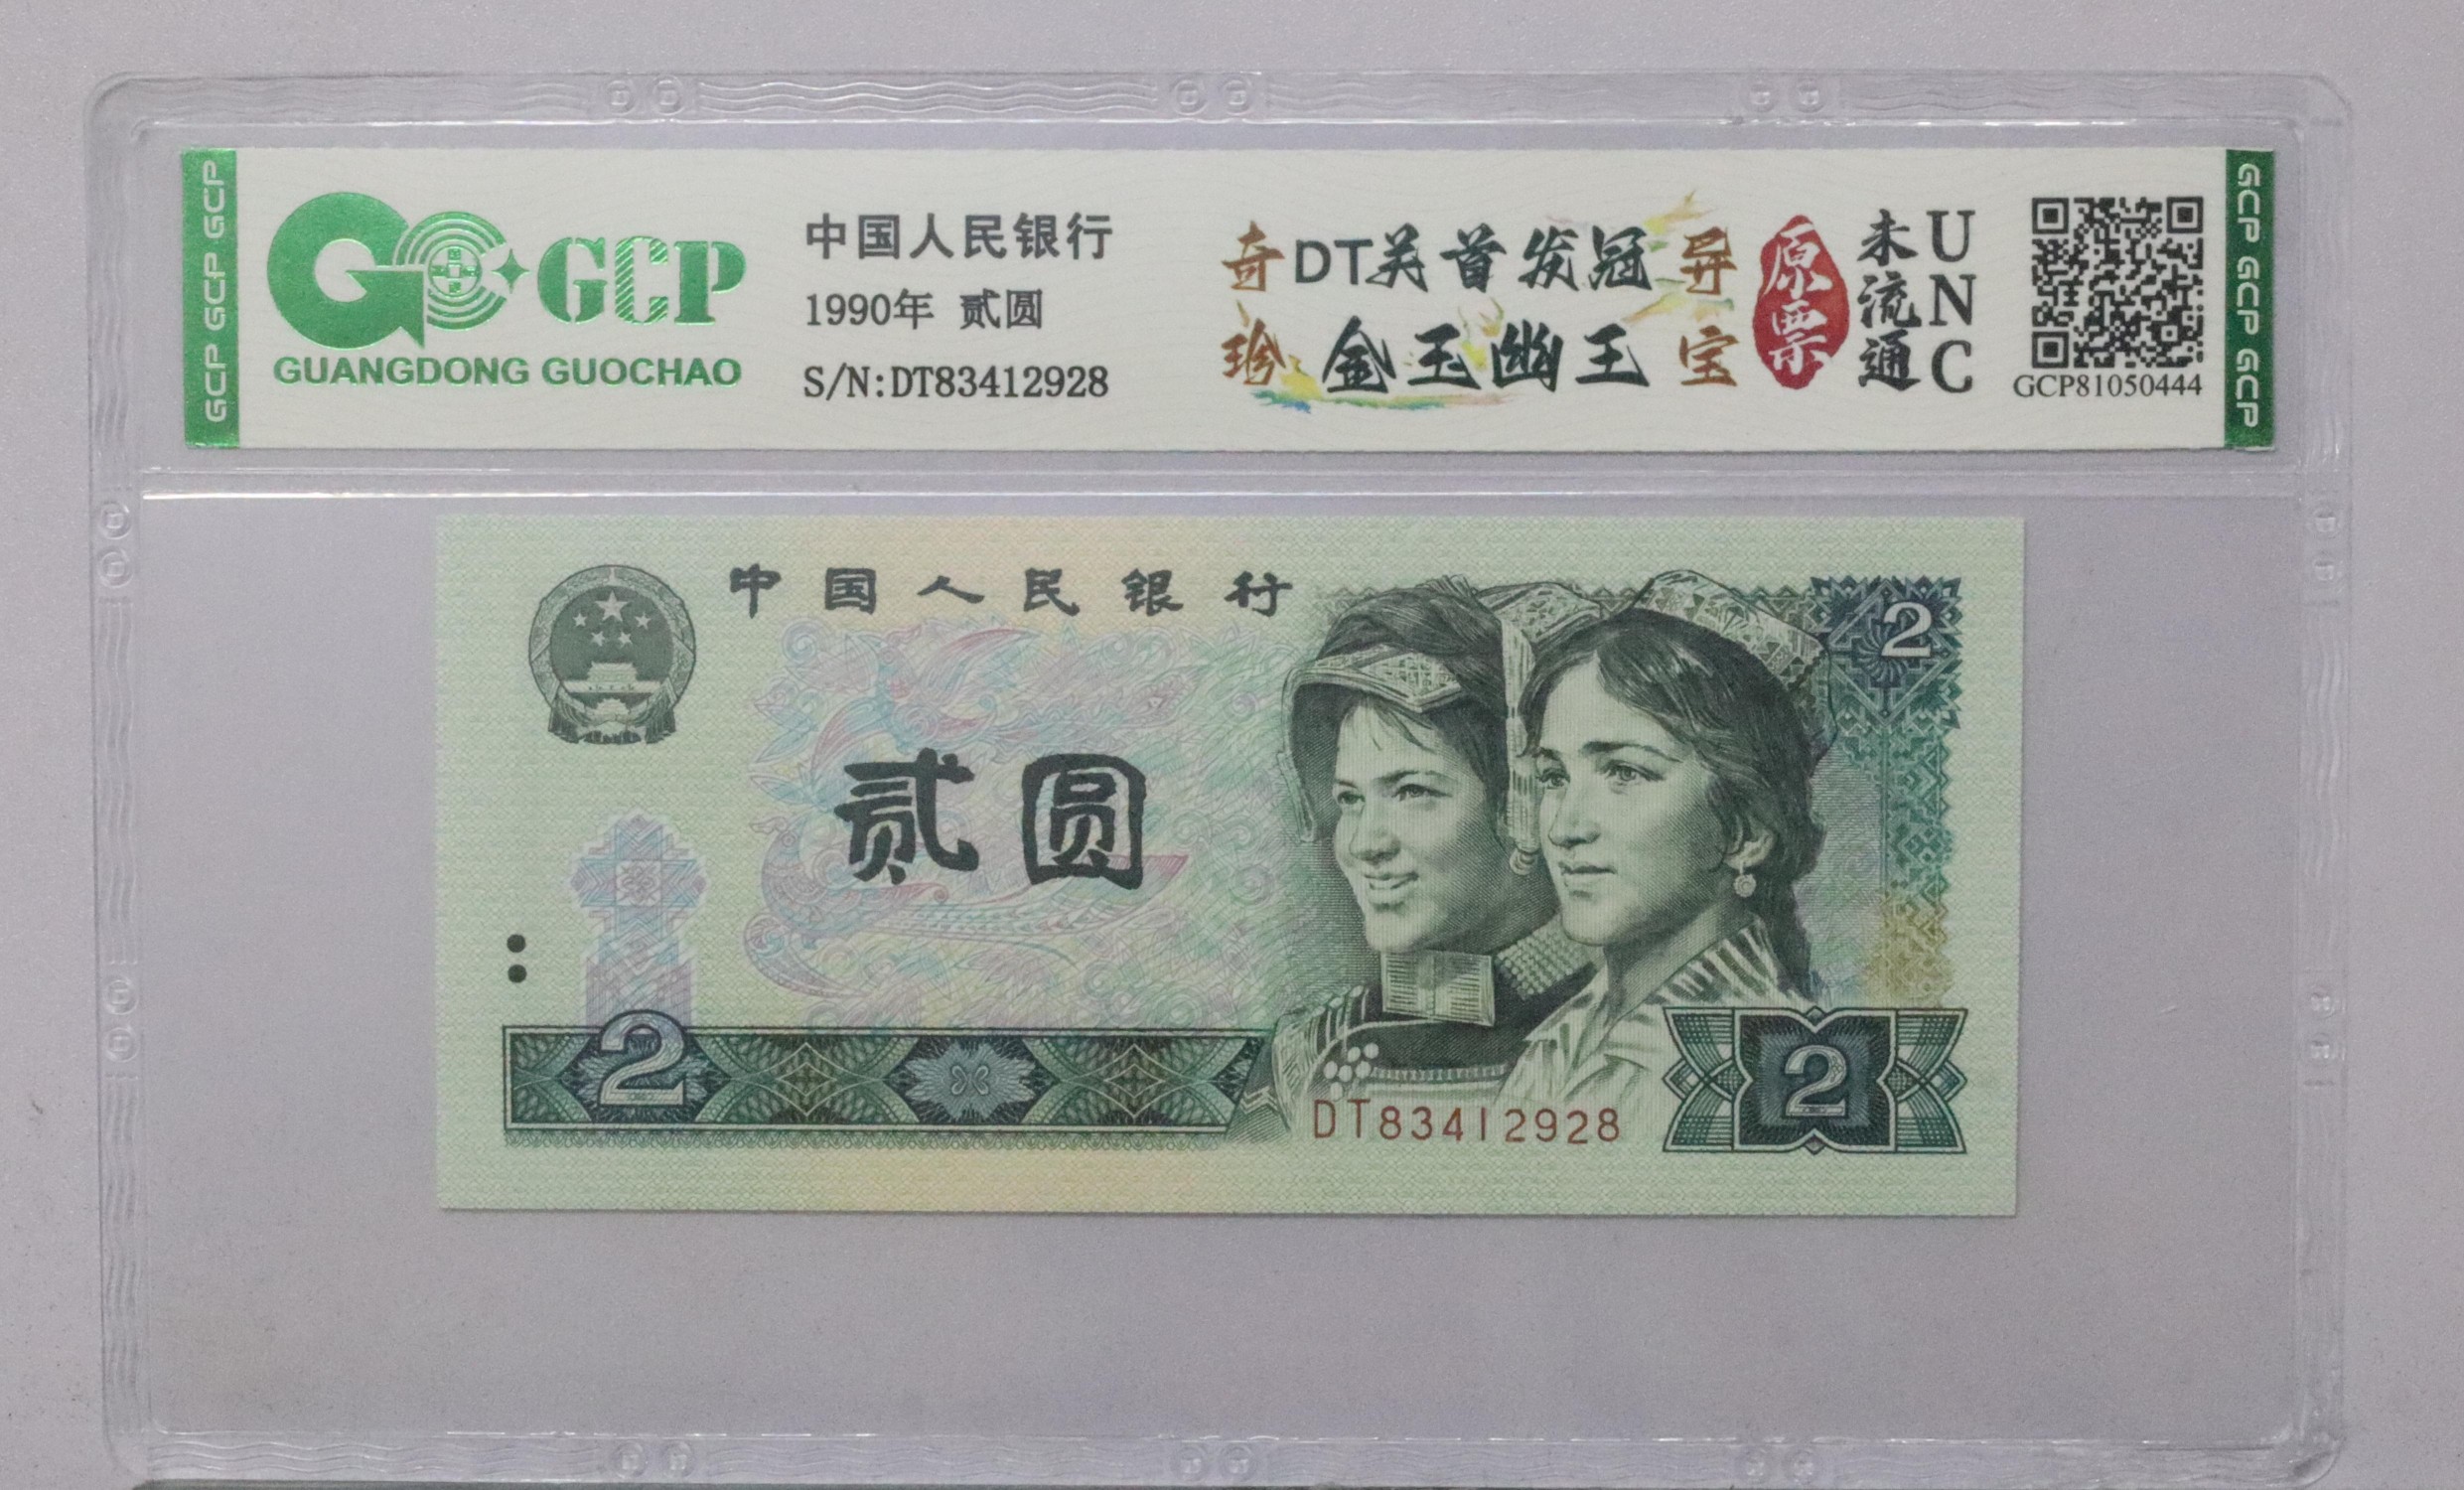 GCP GCP GCP
GCP
GUANGDONG GUOCHAO
中国人民银行
1990年 贰圆
S/N:DT83412928
奇 DT关首发冠 异
珍 金玉幽王 宝
原票
未流通
UNC
GCP81050444
GCP GCP GCP
中国人民银行
2
贰圆
2
DT83412928
2